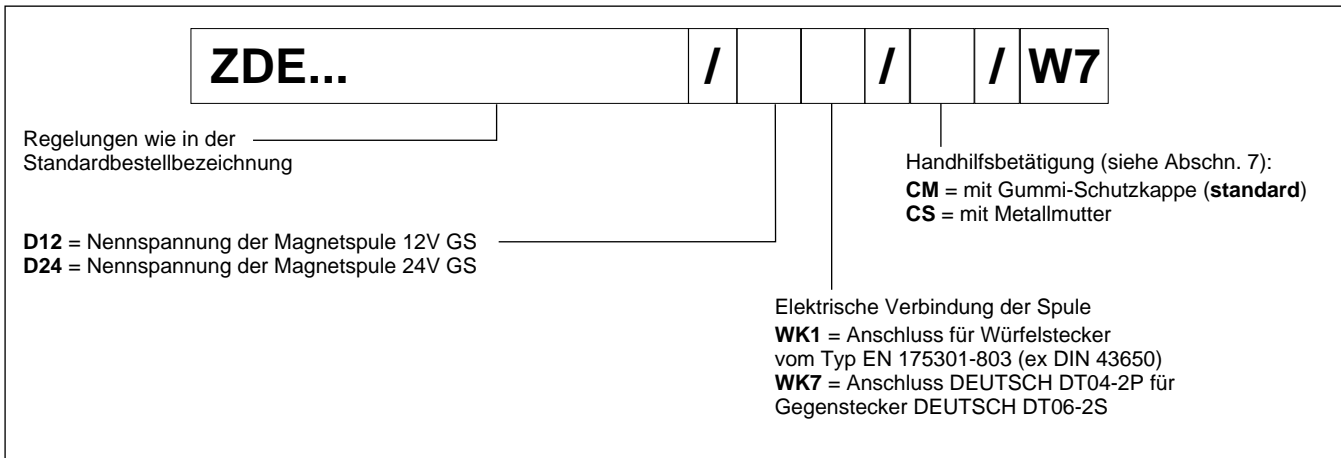 ZDE... / / / W7
Regelungen wie in der
Standardbestellbezeichnung
D12 = Nennspannung der Magnetspule 12V GS
D24 = Nennspannung der Magnetspule 24V GS
Handhilfsbetätigung (siehe Abschn. 7):
CM = mit Gummi-Schutzkappe (standard)
CS = mit Metallmutter
Elektrische Verbindung der Spule
WK1 = Anschluss für Würfelstecker
vom Typ EN 175301-803 (ex DIN 43650)
WK7 = Anschluss DEUTSCH DT04-2P für
Gegenstecker DEUTSCH DT06-2S